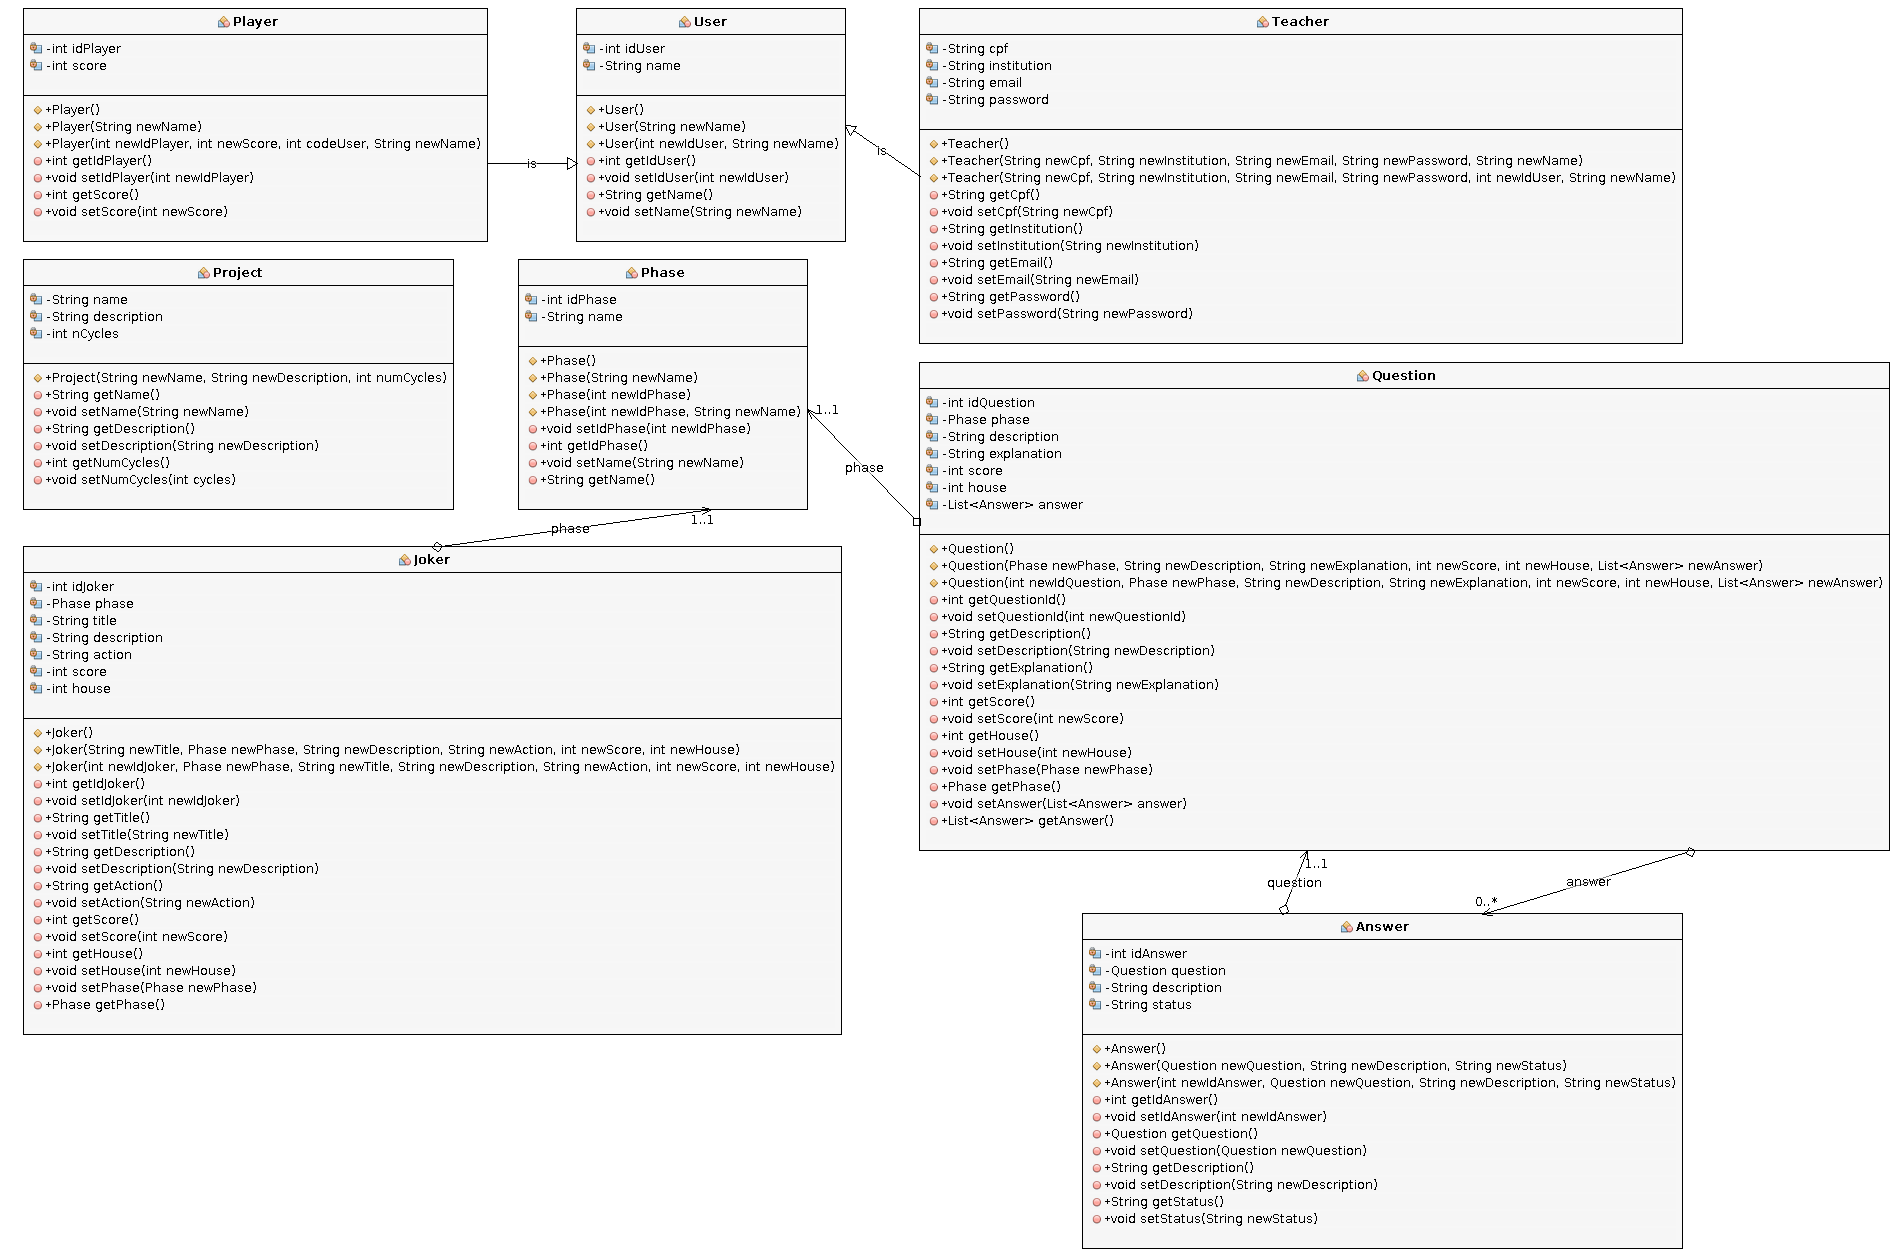 Player
-int idPlayer
-int score
+Player()
+Player(String newName)
+Player(int newIdPlayer, int newScore, int codeUser, String newName)
+int getIdPlayer()
+void setIdPlayer(int newIdPlayer)
+int getScore()
+void setScore(int newScore)
is
User
-int idUser
-String name
+User()
+User(String newName)
+User(int newIdUser, String newName)
+int getIdUser()
+void setIdUser(int newIdUser)
+String getName()
+void setName(String newName)
is
Teacher
-String cpf
-String institution
-String email
-String password
+Teacher()
+Teacher(String newCpf, String newInstitution, String newEmail, String newPassword, String newName)
+Teacher(String newCpf, String newInstitution, String newEmail, String newPassword, int newIdUser, String newName)
+String getCpf()
+void setCpf(String newCpf)
+String getInstitution()
+void setInstitution(String newInstitution)
+String getEmail()
+void setEmail(String newEmail)
+String getPassword()
+void setPassword(String newPassword)
Project
-String name
-String description
-int nCycles
+Project(String newName, String newDescription, int numCycles)
+String getName()
+void setName(String newName)
+String getDescription()
+void setDescription(String newDescription)
+int getNumCycles()
+void setNumCycles(int cycles)
Phase
-int idPhase
-String name
+Phase()
+Phase(String newName)
+Phase(int newIdPhase)
+Phase(int newIdPhase, String newName)
+void setIdPhase(int newIdPhase)
+int getIdPhase()
+void setName(String newName)
+String getName()
1..1
phase
1..1
phase
Question
-int idQuestion
-Phase phase
-String description
-String explanation
-int score
-int house
-List<Answer> answer
+Question()
+Question(Phase newPhase, String newDescription, String newExplanation, int newScore, int newHouse, List<Answer> newAnswer)
+Question(int newIdQuestion, Phase newPhase, String newDescription, String newExplanation, int newScore, int newHouse, List<Answer> newAnswer)
+int getQuestionId()
+void setQuestionId(int newQuestionId)
+String getDescription()
+void setDescription(String newDescription)
+String getExplanation()
+void setExplanation(String newExplanation)
+int getScore()
+void setScore(int newScore)
+int getHouse()
+void setHouse(int newHouse)
+void setPhase(Phase newPhase)
+Phase getPhase()
+void setAnswer(List<Answer> answer)
+List<Answer> getAnswer()
Joker
-int idJoker
-Phase phase
-String title
-String description
-String action
-int score
-int house
+Joker()
+Joker(String newTitle, Phase newPhase, String newDescription, String newAction, int newScore, int newHouse)
+Joker(int newIdJoker, Phase newPhase, String newTitle, String newDescription, String newAction, int newScore, int newHouse)
+int getIdJoker()
+void setIdJoker(int newIdJoker)
+String getTitle()
+void setTitle(String newTitle)
+String getDescription()
+void setDescription(String newDescription)
+String getAction()
+void setAction(String newAction)
+int getScore()
+void setScore(int newScore)
+int getHouse()
+void setHouse(int newHouse)
+void setPhase(Phase newPhase)
+Phase getPhase()
1..1
question
answer
0..*
Answer
-int idAnswer
-Question question
-String description
-String status
+Answer()
+Answer(Question newQuestion, String newDescription, String newStatus)
+Answer(int newIdAnswer, Question newQuestion, String newDescription, String newStatus)
+int getIdAnswer()
+void setIdAnswer(int newIdAnswer)
+Question getQuestion()
+void setQuestion(Question newQuestion)
+String getDescription()
+void setDescription(String newDescription)
+String getStatus()
+void setStatus(String newStatus)